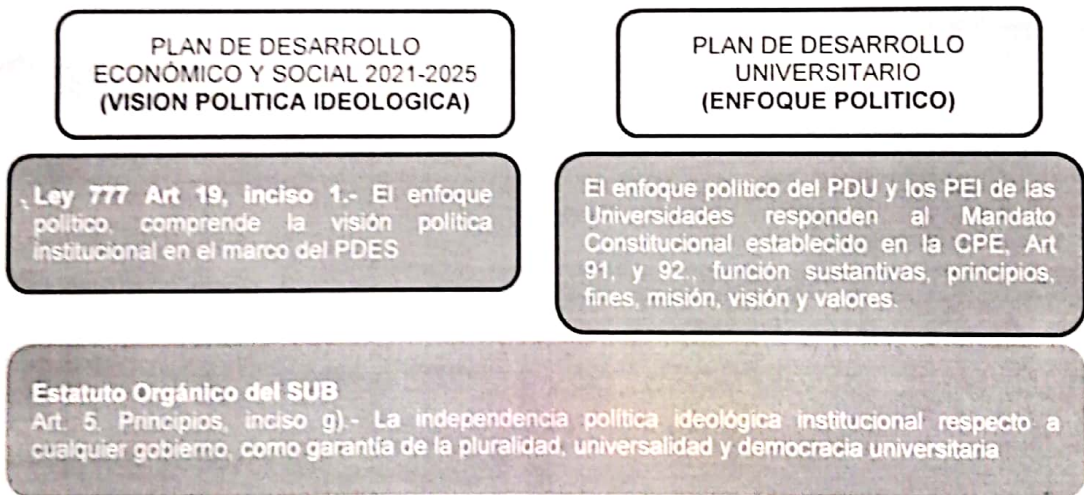 PLAN DE DESARROLLO
ECONÓMICO Y SOCIAL 2021-2025
(VISION POLITICA IDEOLOGICA)
Ley 777 Art 19, inciso 1.- El enfoque
político, comprende la visión política
institucional en el marco del PDES
PLAN DE DESARROLLO
UNIVERSITARIO
(ENFOQUE POLITICO)
El enfoque político del PDU y los PEI de las
Universidades responden al Mandato
Constitucional establecido en la CPE, Art
91, y 92., función sustantivas, principios,
fines, misión, visión y valores.
Estatuto Orgánico del SUB
Art. 5. Principios, inciso g).- La independencia política ideológica institucional respecto a
cualquier gobierno, como garantía de la pluralidad, universalidad y democracia universitaria